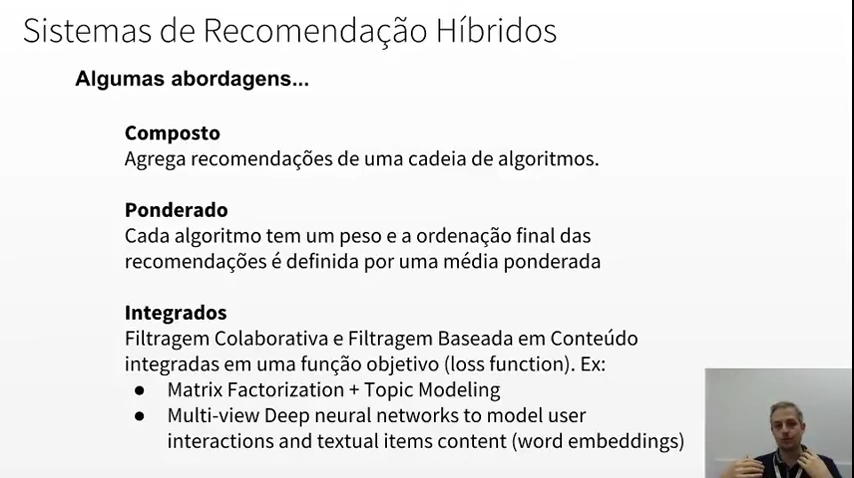 Sistemas de Recomendação Híbridos
Algumas abordagens...
Composto
Agrega recomendações de uma cadeia de algoritmos.
Ponderado
Cada algoritmo tem um peso e a ordenação final das
recomendações é definida por uma média ponderada
Integrados
Filtragem Colaborativa e Filtragem Baseada em Conteúdo
integradas em uma função objetivo (loss function). Ex:
● Matrix Factorization + Topic Modeling
● Multi-view Deep neural networks to model user
interactions and textual items content (word embeddings)